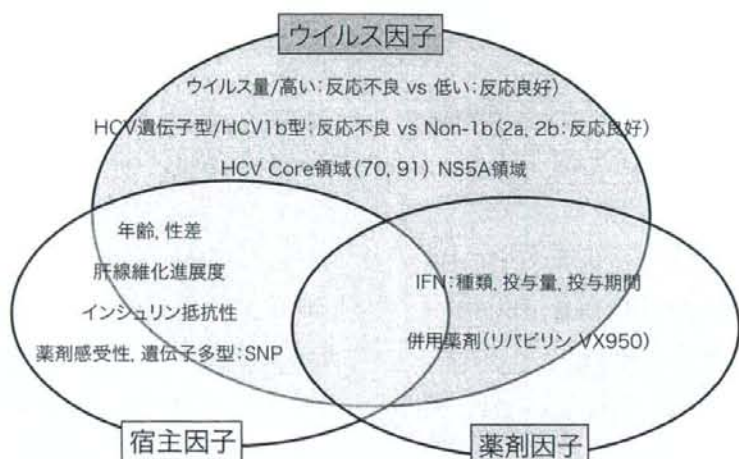 ウイルス因子
ウイルス量/高い:反応不良 vs 低い:反応良好)
HCV遺伝子型/HCV1b型;反応不良 vs Non-1b(2a, 2b:反応良好)
HCV Core領域(70, 91) NS5A領域
年齢, 性差
肝線維化進展度
インシュリン抵抗性
薬剤感受性, 遺伝子多型:SNP
IFN:種類, 投与量, 投与期間
併用薬剤(リバビリン,VX950)
宿主因子
薬剤因子